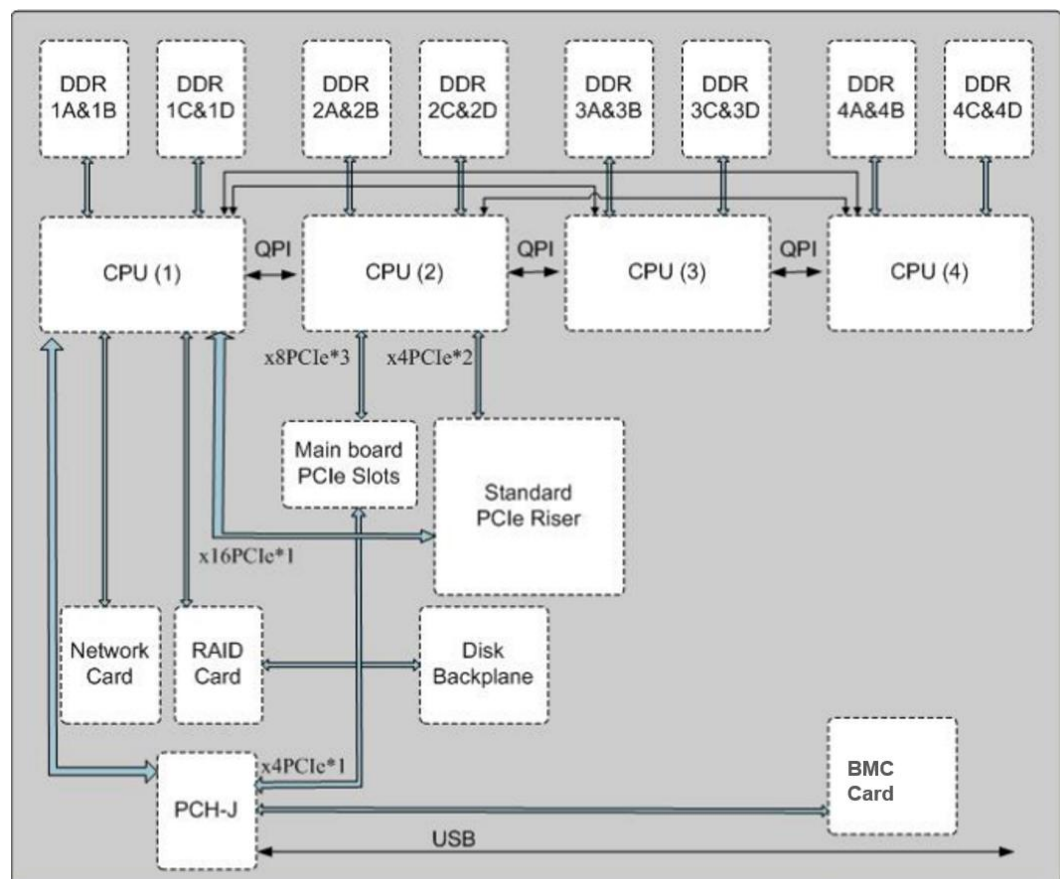 DDR
1A&1B
DDR
1C&1D
DDR
2A&2B
DDR
2C&2D
DDR
3A&3B
DDR
3C&3D
DDR
4A&4B
DDR
4C&4D
CPU (1)
QPI
CPU (2)
QPI
CPU (3)
QPI
CPU (4)
x8PCIe*3
x4PCIe*2
Main board
PCIe Slots
Standard
PCIe Riser
x16PCIe*1
Network
Card
RAID
Card
Disk
Backplane
x4PCIe*1
PCH-J
BMC
Card
USB